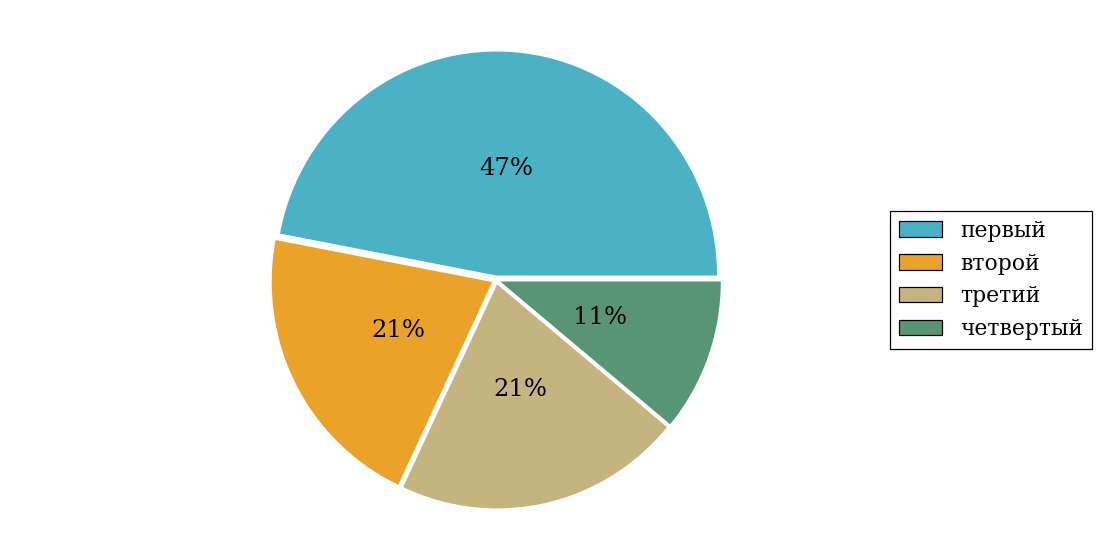 47%
21%
11%
21%
первый
второй
третий
четвертый